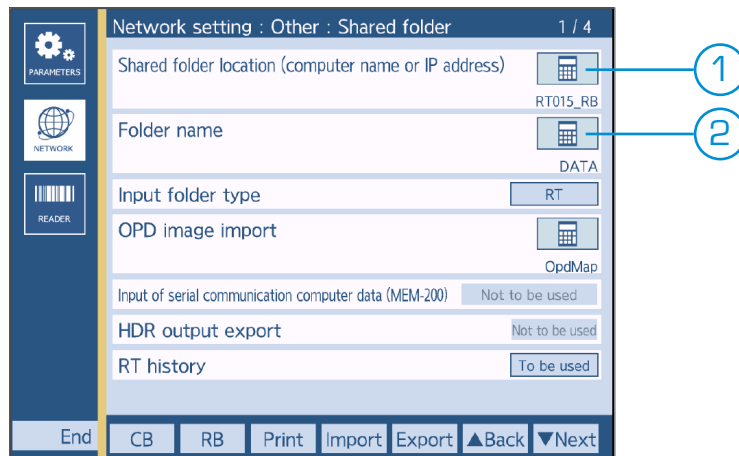 Network setting : Other : Shared folder 1 / 4
PARAMETERS
Shared folder location (computer name or IP address)
RT015_RB
1
Folder name
DATA
2
NETWORK
Input folder type RT
READER
OPD image import
OpdMap
Input of serial communication computer data (MEM-200) Not to be used
HDR output export Not to be used
RT history To be used
End CB RB Print Import Export ▲Back ▼Next